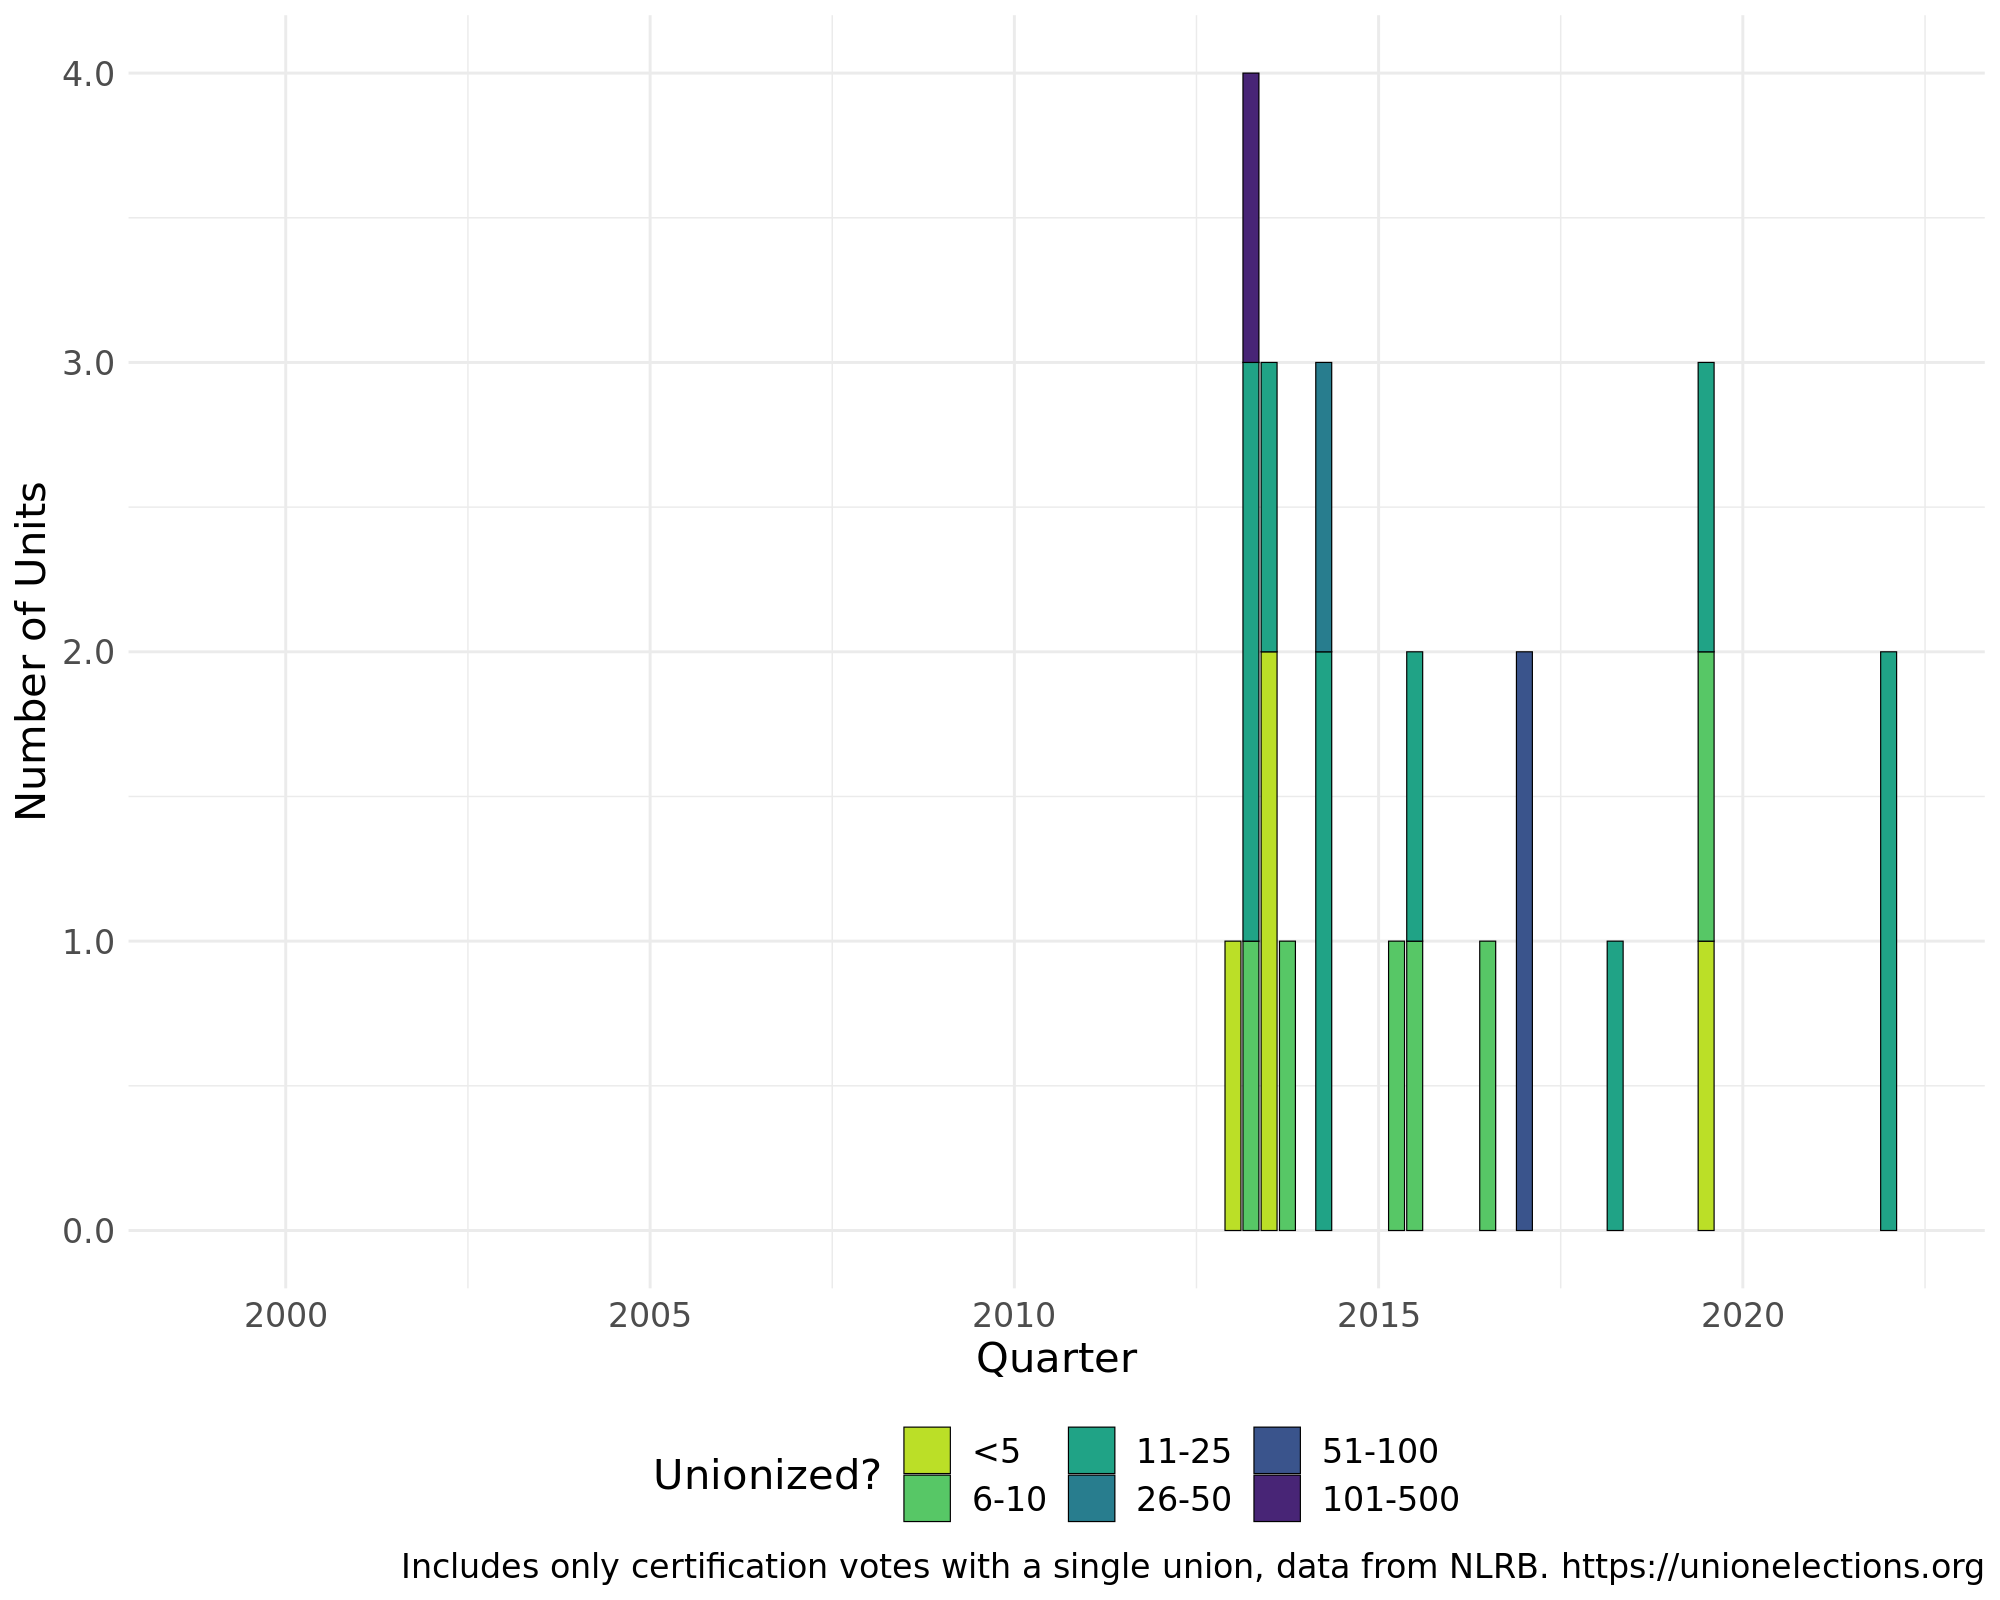 4.0
3.0
2.0
1.0
0.0
Number of Units
2000 2005 2010 2015 2020
Quarter
Unionized?
<5 11-25 51-100
6-10 26-50 101-500
Includes only certification votes with a single union, data from NLRB. https://unionelections.org